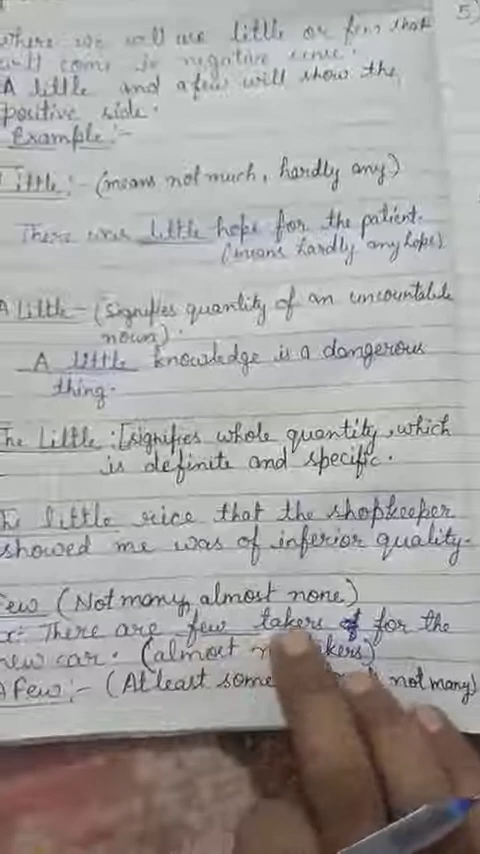 5)
where we will use little or few that
will come in negative sense.
A little and a few will show the
positive side.
Example:-
Little:- (means not much, hardly any)
There was little hope for the patient.
(means hardly any hope)
A little - (signifies quantity of an uncountable
noun).
A little knowledge is a dangerous
thing.
The Little: [signifies whole quantity, which
is definite and specific.
The little rice that the shopkeeper
showed me was of inferior quality.
Few (Not many, almost none)
Ex:- There are few takers for the
new car. (almost takers)
A Few:- (At least some not many)